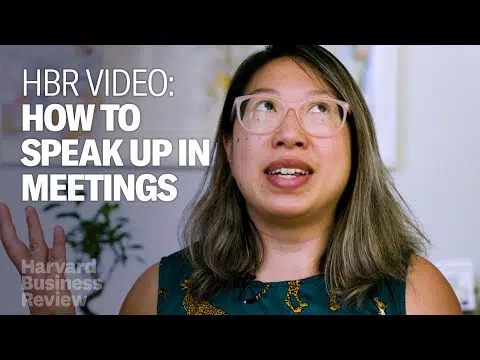 HBR VIDEO:
HOW TO
SPEAK UP IN
MEETINGS
Harvard
Business
Review